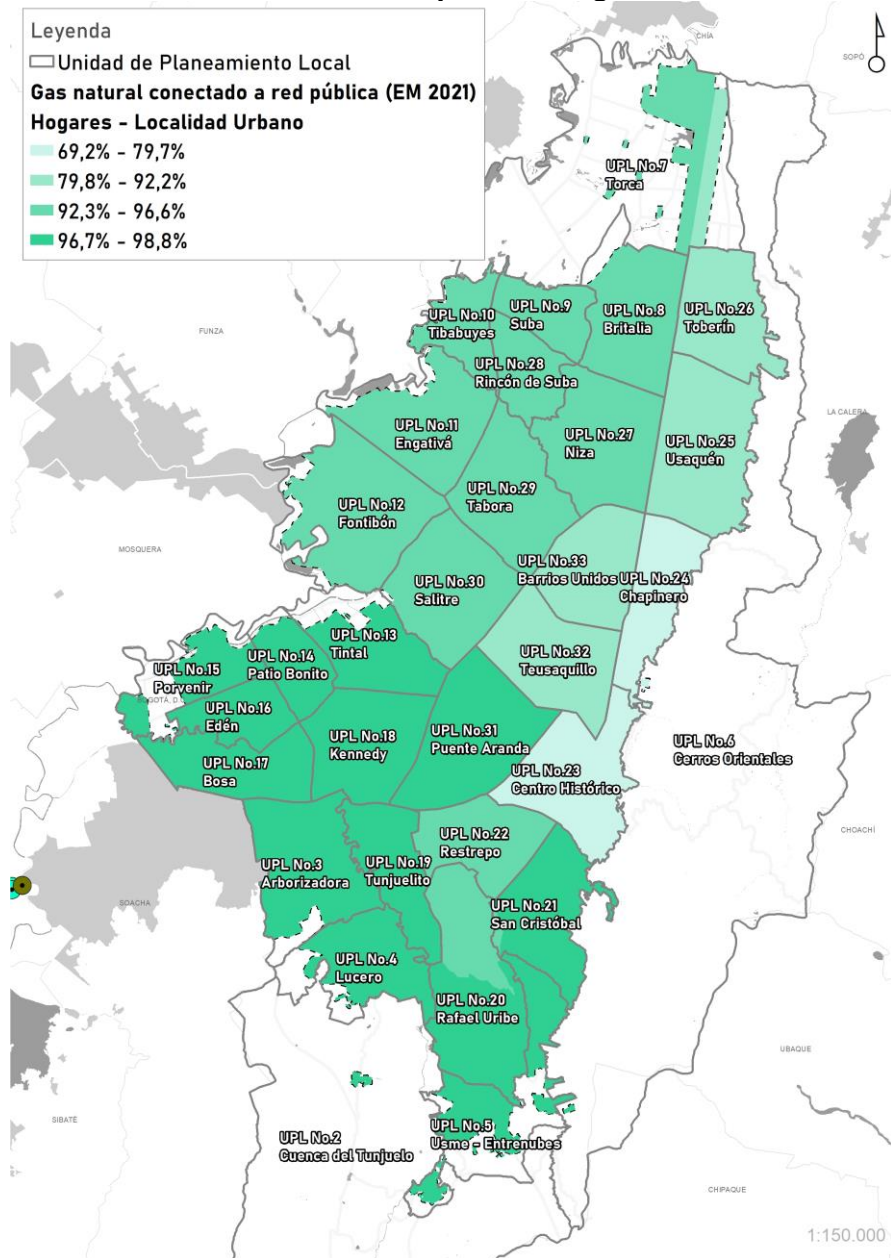 Leyenda
Unidad de Planeamiento Local
Gas natural conectado a red pública (EM 2021)
Hogares - Localidad Urbano
69,2% - 79,7%
79,8% - 92,2%
92,3% - 96,6%
96,7% - 98,8%
CHÍA
SOPÓ
UPL No.7
Torca
UPL No.10
Tibabuyes
UPL No.9
Suba
UPL No.8
Britalia
UPL No.26
Toberín
FUNZA
UPL No.28
Rincón de Suba
UPL No.11
Engativá
UPL No.27
Niza
UPL No.25
Usaquén
LA CALERA
UPL No.12
Fontibón
UPL No.29
Tabora
MOSQUERA
UPL No.30
Salitre
UPL No.33
Barrios Unidos
UPL No.24
Chapinero
UPL No.13
Tintal
UPL No.32
Teusaquillo
UPL No.15
Porvenir
UPL No.14
Patio Bonito
BOGOTÁ, D.C.
UPL No.16
Edén
UPL No.18
Kennedy
UPL No.31
Puente Aranda
UPL No.6
Cerros Orientales
UPL No.17
Bosa
UPL No.23
Centro Histórico
CHOACHÍ
UPL No.22
Restrepo
UPL No.3
Arborizadora
UPL No.19
Tunjuelito
SOACHA
UPL No.21
San Cristóbal
UPL No.4
Lucero
UPL No.20
Rafael Uribe
UBAQUE
SIBATÉ
UPL No.2
Cuenca del Tunjuelo
UPL No.5
Usme - Entrenubes
CHIPAQUE
1:150.000